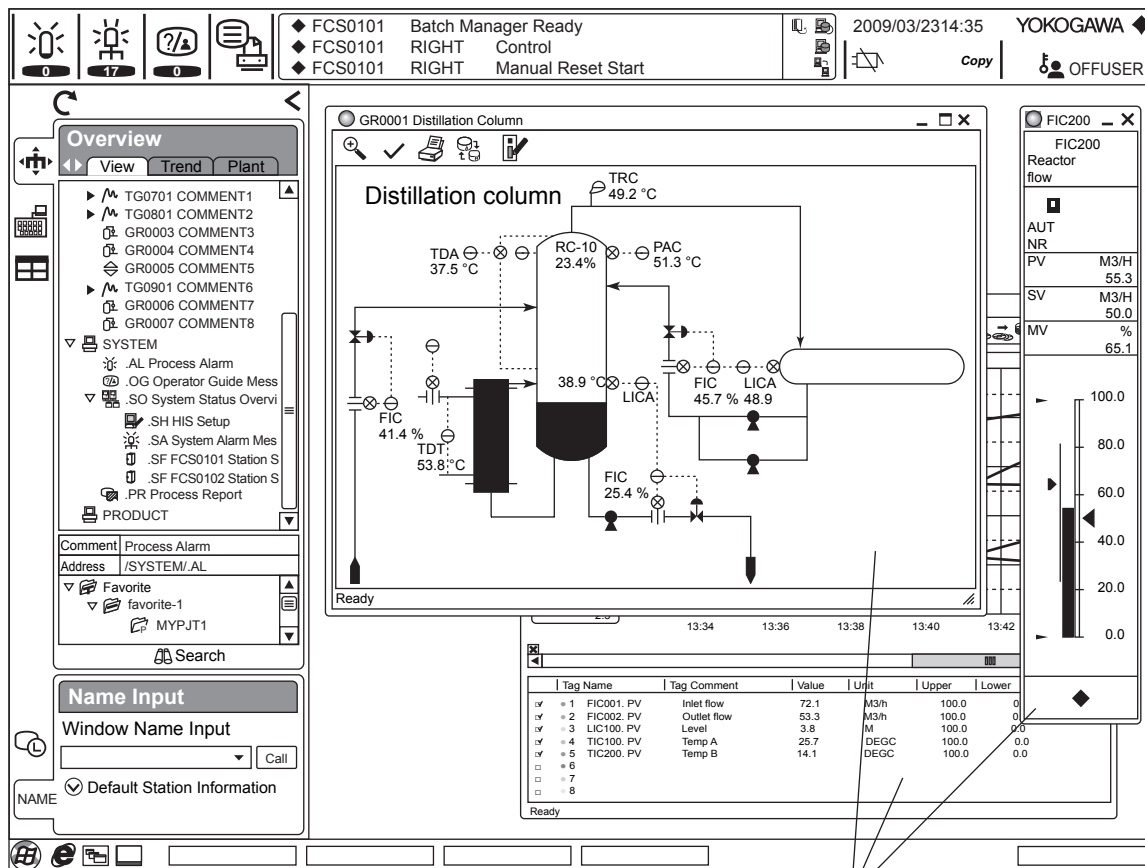 0
17
?/
0
FCS0101 Batch Manager Ready
FCS0101 RIGHT Control
FCS0101 RIGHT Manual Reset Start
2009/03/2314:35
Copy
YOKOGAWA
OFFUSER
Overview
View Trend Plant
TG0701 COMMENT1
TG0801 COMMENT2
GR0003 COMMENT3
GR0004 COMMENT4
GR0005 COMMENT5
TG0901 COMMENT6
GR0006 COMMENT7
GR0007 COMMENT8
SYSTEM
.AL Process Alarm
.OG Operator Guide Mess
.SO System Status Overvi
.SH HIS Setup
.SA System Alarm Mes
.SF FCS0101 Station S
.SF FCS0102 Station S
.PR Process Report
PRODUCT
Comment Process Alarm
Address /SYSTEM/.AL
Favorite
favorite-1
MYPJT1
Search
Name Input
Window Name Input
Call
Default Station Information
NAME
GR0001 Distillation Column
Distillation column
TRC
49.2 °C
TDA
37.5 °C
RC-10
23.4%
PAC
51.3 °C
38.9 °C
LICA
FIC
45.7 %
LICA
48.9
FIC
41.4 %
TDT
53.8 °C
FIC
25.4 %
Ready
13:34 13:36 13:38 13:40 13:42
Tag Name Tag Comment Value Unit Upper Lower
1 FIC001. PV Inlet flow 72.1 M3/h 100.0 0
2 FIC002. PV Outlet flow 53.3 M3/h 100.0 0
3 LIC100. PV Level 3.8 M 100.0 0.0
4 TIC100. PV Temp A 25.7 DEGC 100.0 0.0
5 TIC200. PV Temp B 14.1 DEGC 100.0 0.0
6
7
8
Ready
FIC200
FIC200
Reactor
flow
AUT
NR
PV M3/H
55.3
SV M3/H
50.0
MV %
65.1
100.0
80.0
60.0
40.0
20.0
0.0